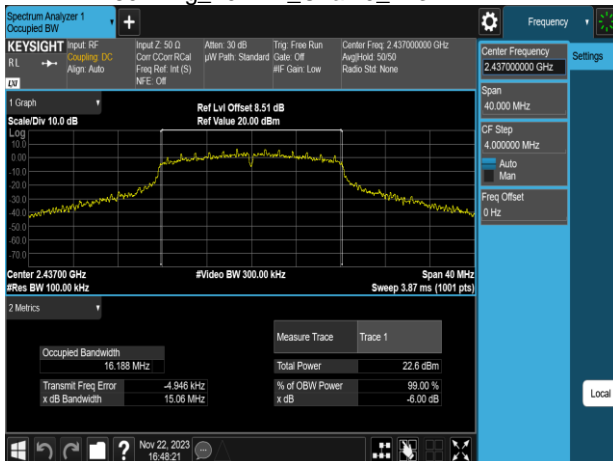 Spectrum Analyzer 1
Occupied BW
+
Frequency
KEYSIGHT
Input: RF
Coupling: DC
Align: Auto
Input Z: 50 Ω
Corr CCorr RCal
Freq Ref: Int (S)
NFE: Off
Atten: 30 dB
µW Path: Standard
Trig: Free Run
Gate: Off
#IF Gain: Low
Center Freq: 2.437000000 GHz
Avg|Hold: 50/50
Radio Std: None
RL
LXI
Center Frequency
2.437000000 GHz
Settings
Span
40.000 MHz
CF Step
4.000000 MHz
Auto
Man
Freq Offset
0 Hz
1 Graph
Scale/Div 10.0 dB
Ref Lvl Offset 8.51 dB
Ref Value 20.00 dBm
Log
10.0
0.00
-10.0
-20.0
-30.0
-40.0
-50.0
-60.0
-70.0
Center 2.43700 GHz
#Video BW 300.00 kHz
Span 40 MHz
#Res BW 100.00 kHz
Sweep 3.87 ms (1001 pts)
2 Metrics
Measure Trace
Trace 1
Occupied Bandwidth
16.188 MHz
Total Power
22.6 dBm
Transmit Freq Error
-4.946 kHz
% of OBW Power
99.00 %
x dB Bandwidth
15.06 MHz
x dB
-6.00 dB
Local
?
Nov 22, 2023
16:48:21